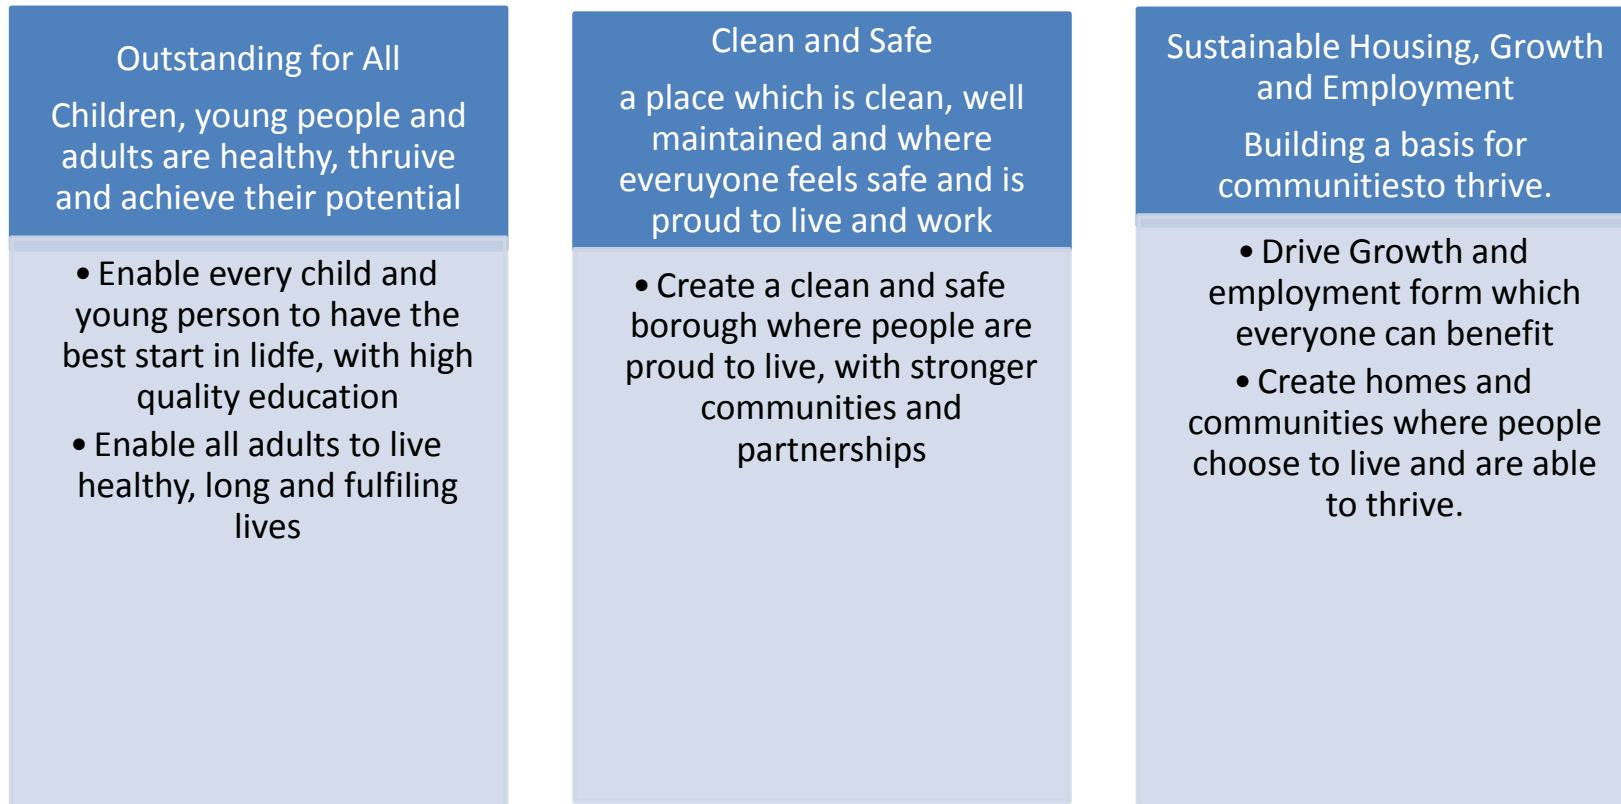 Outstanding for All
Children, young people and
adults are healthy, thruive
and achieve their potential
• Enable every child and
young person to have the
best start in lidfe, with high
quality education
• Enable all adults to live
healthy, long and fulfiling
lives
Clean and Safe
a place which is clean, well
maintained and where
everuyone feels safe and is
proud to live and work
• Create a clean and safe
borough where people are
proud to live, with stronger
communities and
partnerships
Sustainable Housing, Growth
and Employment
Building a basis for
communitiesto thrive.
• Drive Growth and
employment form which
everyone can benefit
• Create homes and
communities where people
choose to live and are able
to thrive.